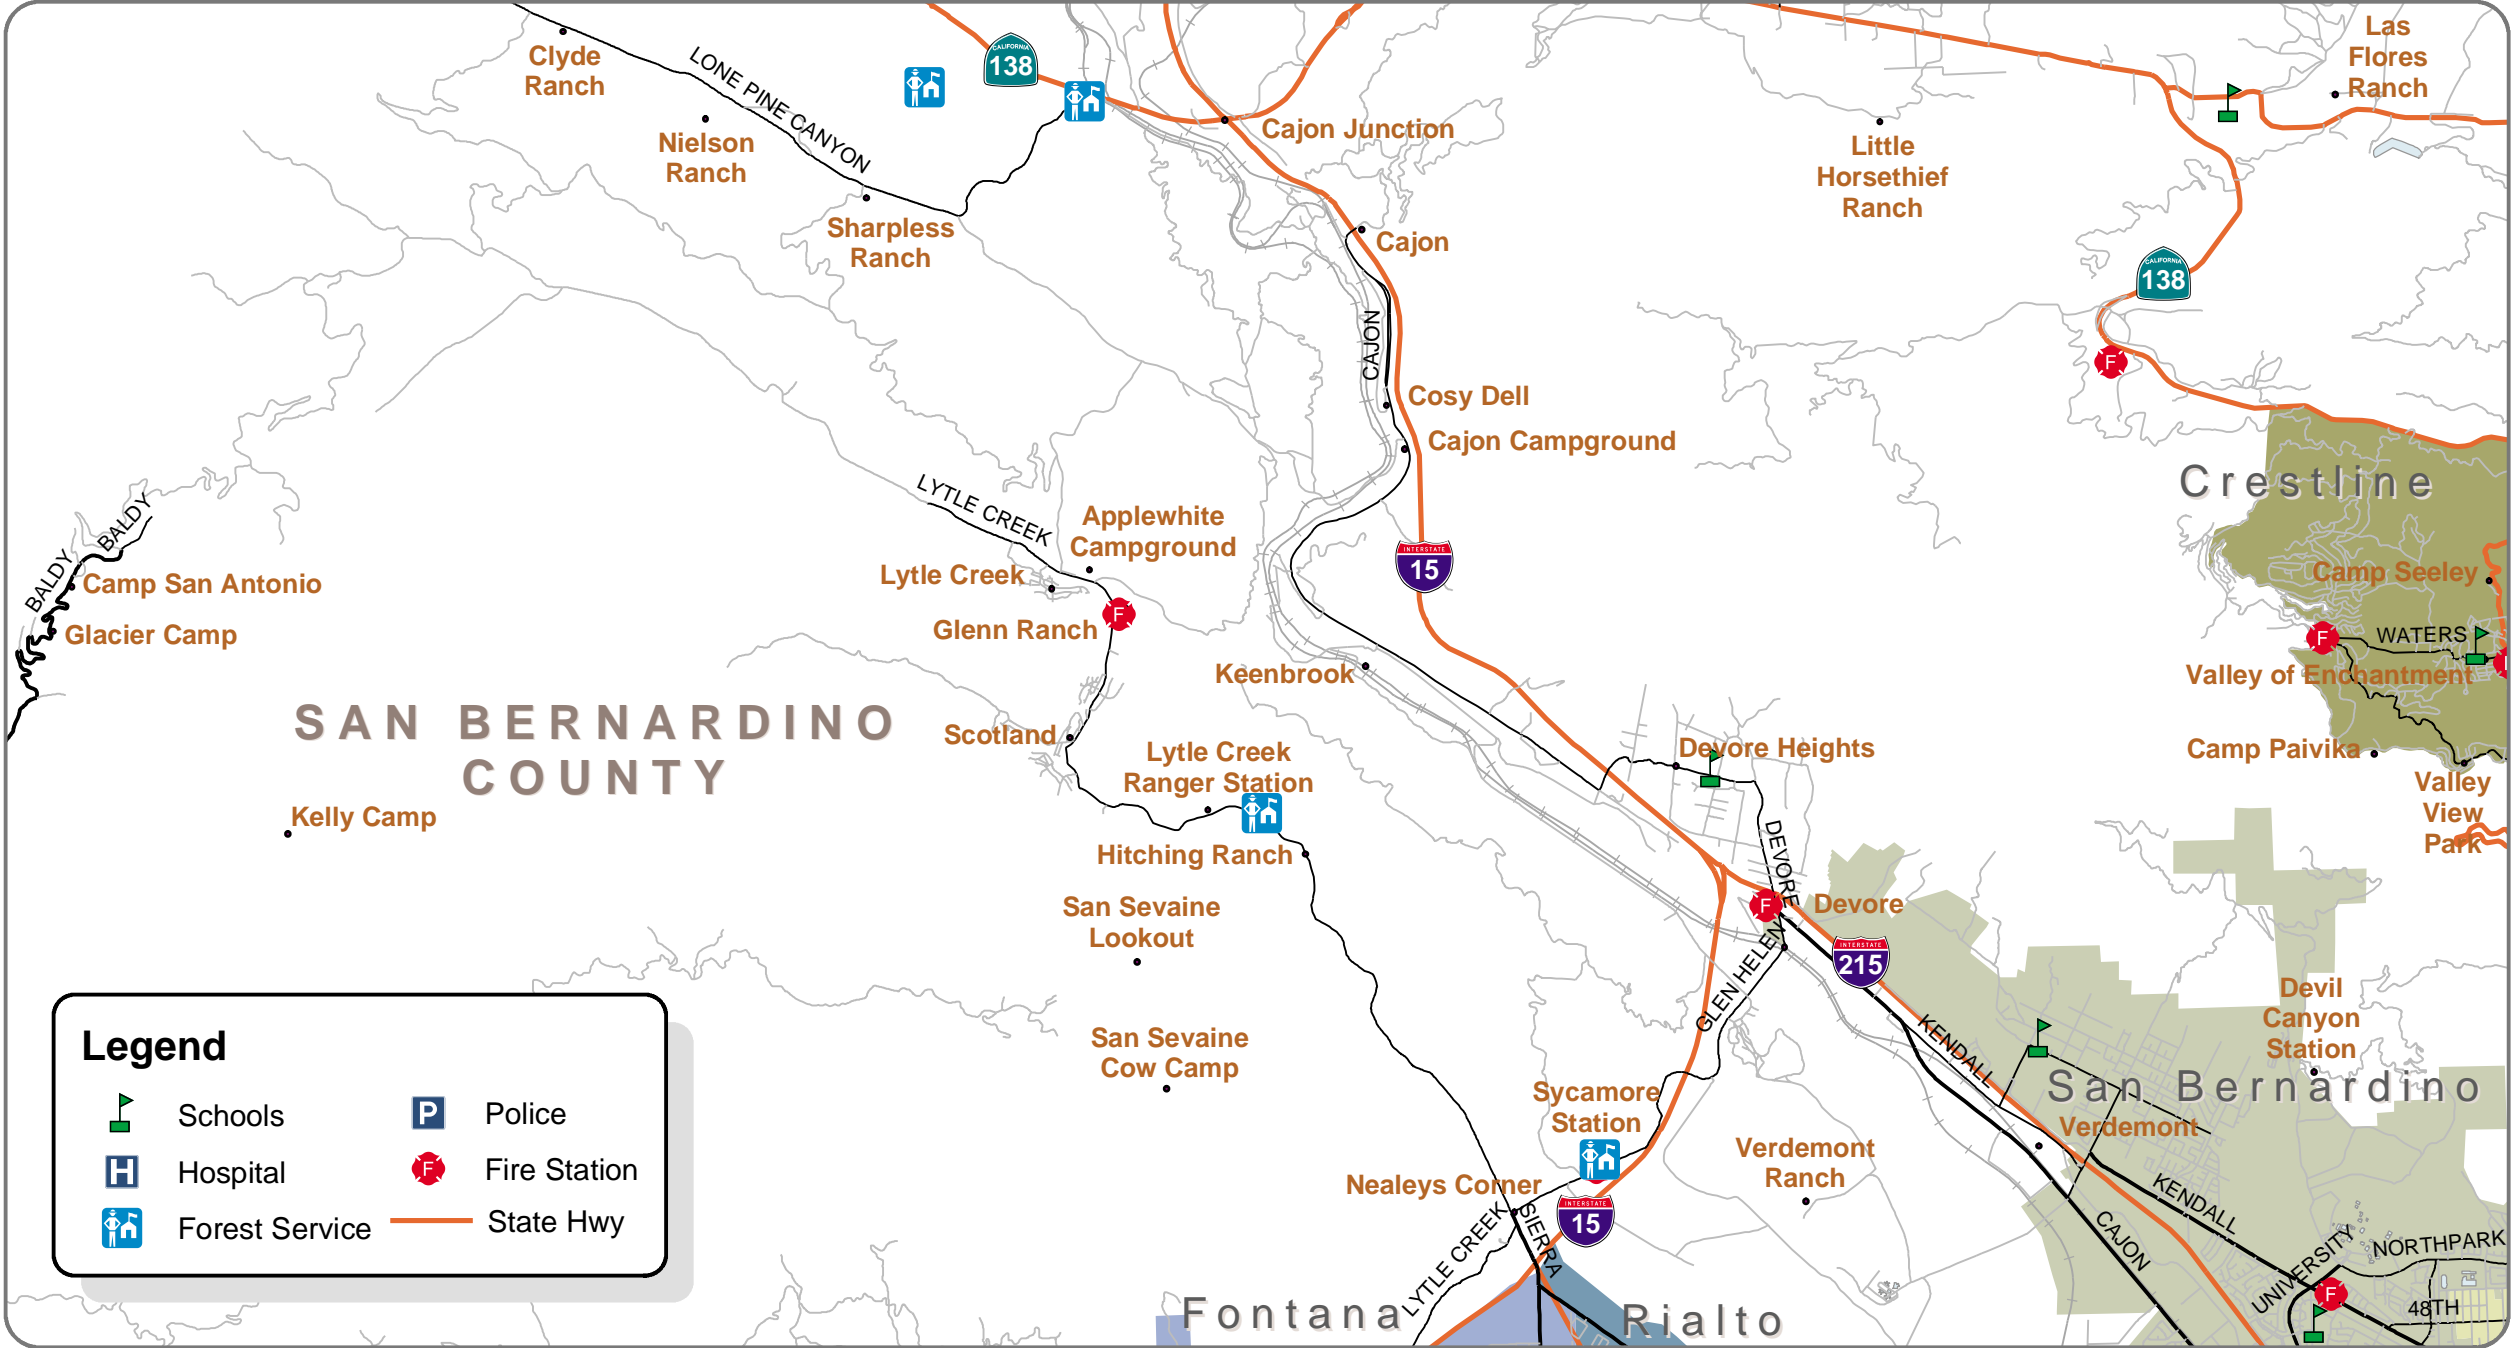 Clyde
Ranch
LONE PINE CANYON
Nielson
Ranch
Sharpless
Ranch
CALIFORNIA
138
Cajon Junction
Cajon
CAJON
Cosy Dell
Cajon Campground
Las
Flores
Ranch
Little
Horsethief
Ranch
CALIFORNIA
138
F
Crestline
Camp Seeley
F
WATERS
Valley of Enchantment
Camp Paivika
Valley
View
Park
BALDY
BALDY
Camp San Antonio
Glacier Camp
LYTLE CREEK
Applewhite
Campground
Lytle Creek
Glenn Ranch
F
INTERSTATE
15
Keenbrook
SAN BERNARDINO
COUNTY
Kelly Camp
Scotland
Lytle Creek
Ranger Station
Hitching Ranch
San Sevaine
Lookout
San Sevaine
Cow Camp
Devore Heights
DEVORE
F
Devore
GLEN HELEN
INTERSTATE
215
KENDALL
Devil
Canyon
Station
San Bernardino
Verdemont
Sycamore
Station
Verdemont
Ranch
Nealeys Corner
INTERSTATE
15
LYTLE CREEK
SIERRA
Fontana
Rialto
CAJON
KENDALL
UNIVERSITY
NORTHPARK
F
48TH
Legend
Schools
P
Police
H
Hospital
F
Fire Station
Forest Service
State Hwy